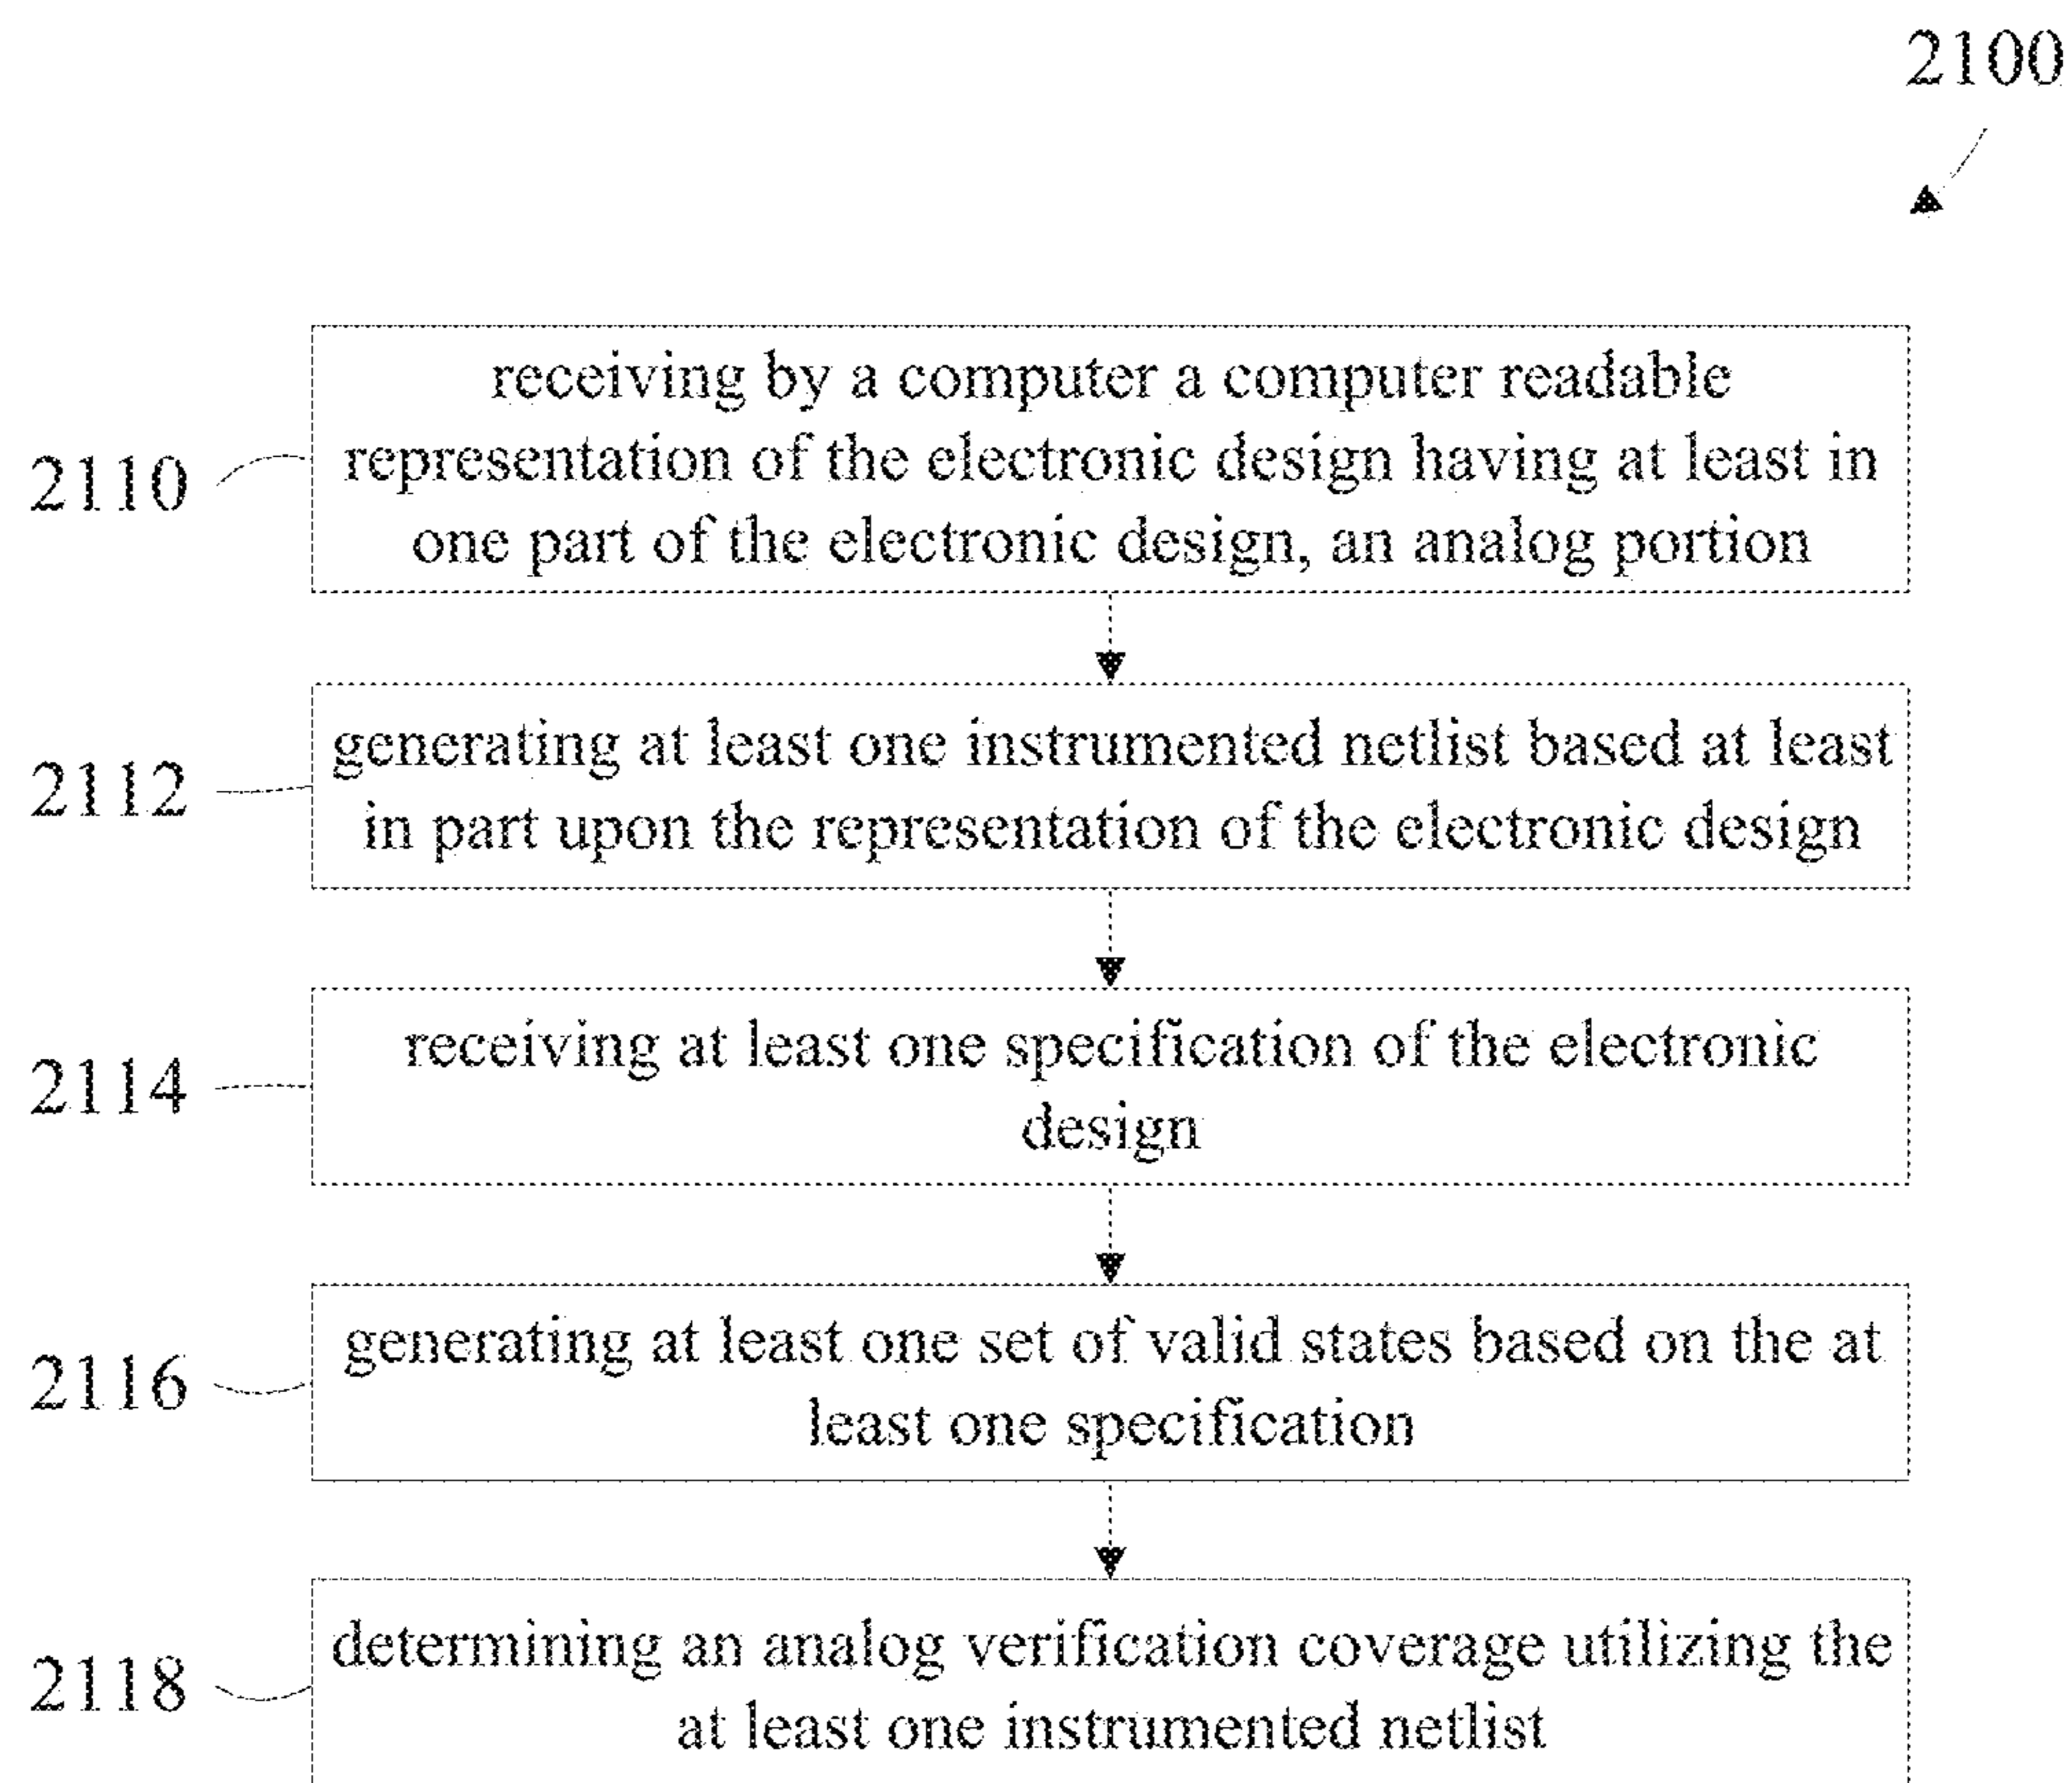 2100
receiving by a computer a computer readable
representation of the electronic design having at least in
one part of the electronic design, an analog portion
2110
generating at least one instrumented netlist based at least
in part upon the representation of the electronic design
2112
receiving at least one specification of the electronic
design
2114
generating at least one set of valid states based on the at
least one specification
2116
determining an analog verification coverage utilizing the
at least one instrumented netlist
2118